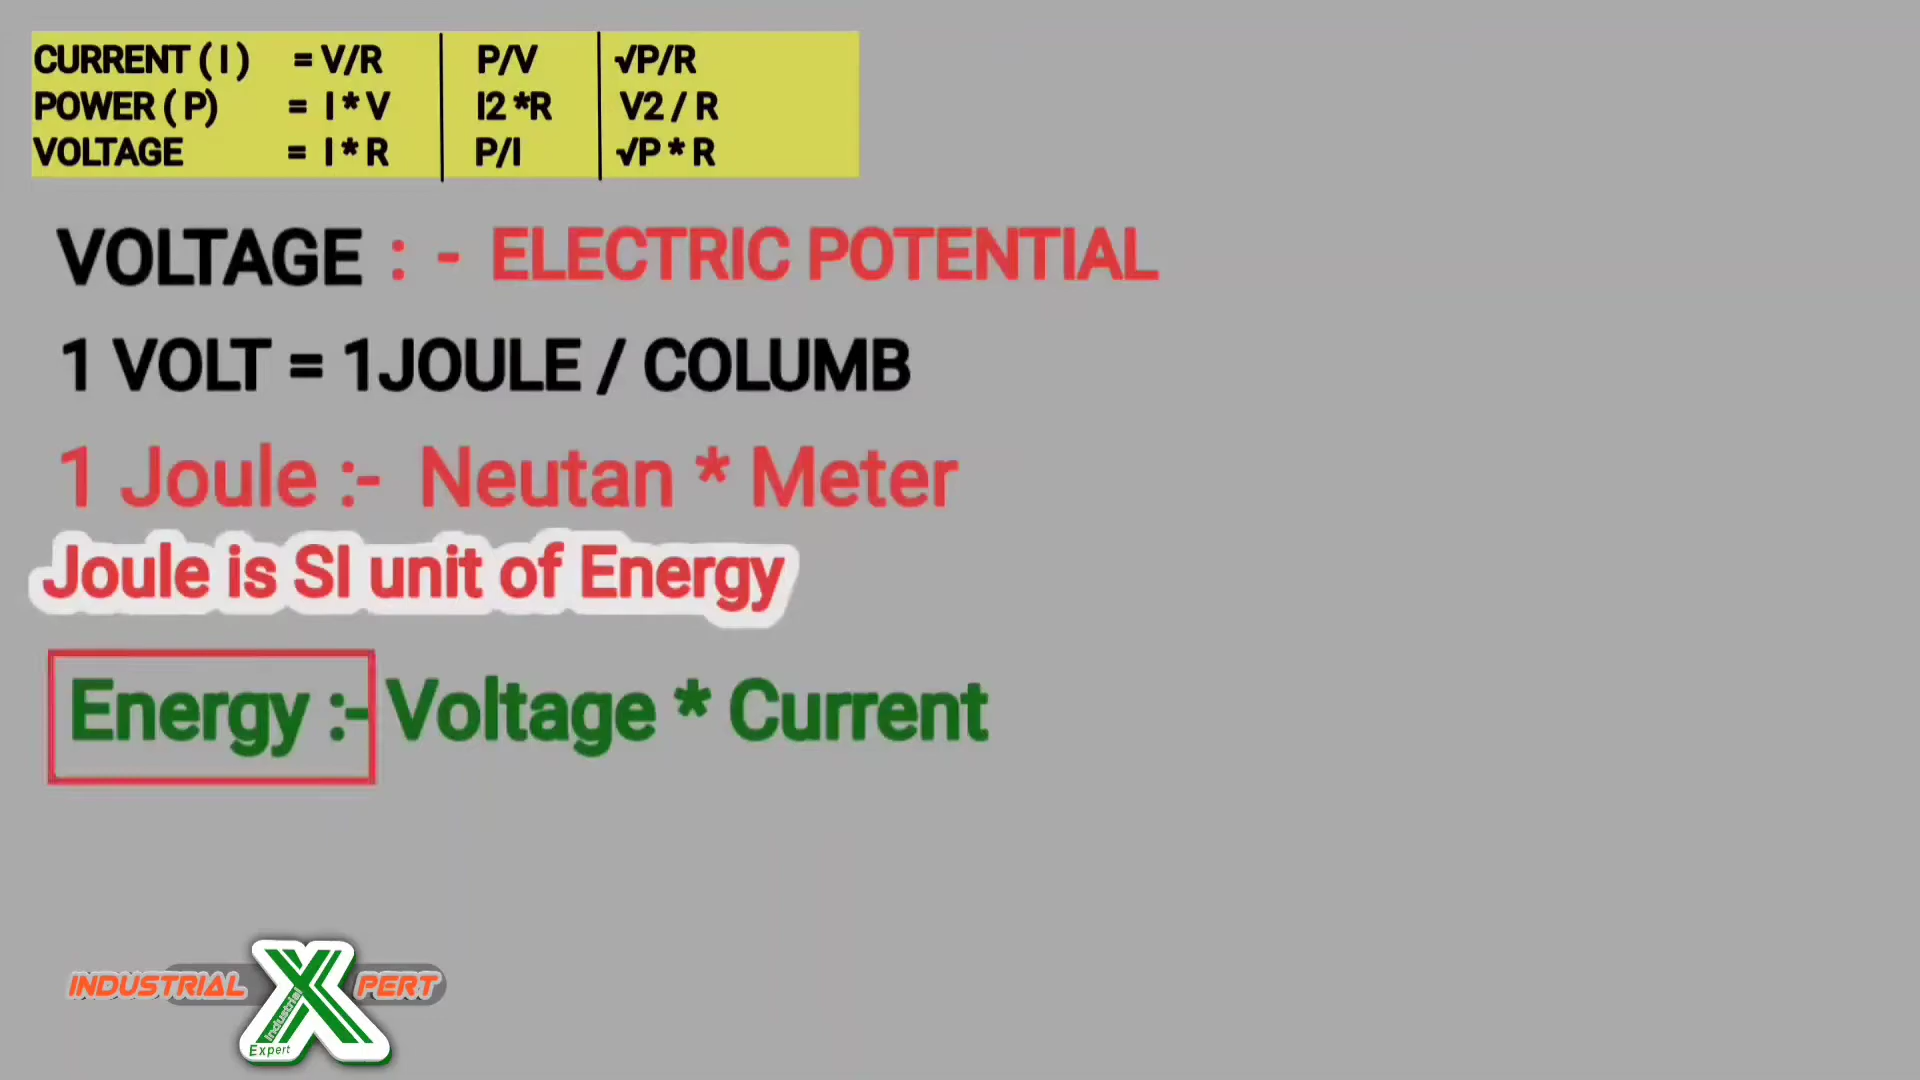 CURRENT ( I ) = V/R P/V √P/R
POWER ( P) = I * V I2 *R V2 / R
VOLTAGE = I * R P/I √P * R
VOLTAGE : - ELECTRIC POTENTIAL
1 VOLT = 1JOULE / COLUMB
1 Joule :- Neutan * Meter
Joule is SI unit of Energy
Energy :- Voltage * Current
INDUSTRIAL X PERT
Industrial
Expert